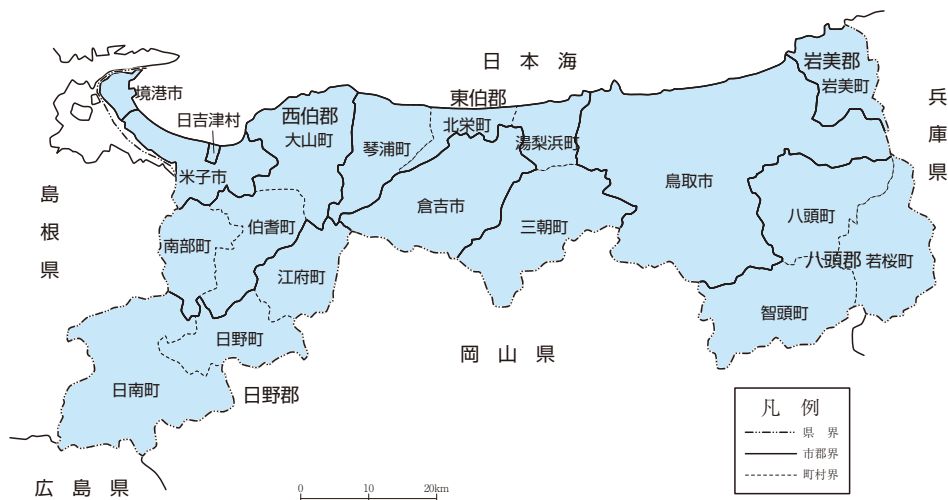 日本海
岩美郡
岩美町
兵庫県
境港市
日吉津村
西伯郡
大山町
東伯郡
北栄町
琴浦町
湯梨浜町
米子市
鳥取市
島根県
倉吉市
八頭町
南部町
伯耆町
三朝町
江府町
八頭郡
若桜町
智頭町
日野町
岡山県
日南町
日野郡
凡例
県界
市郡界
町村界
広島県
0 10 20km